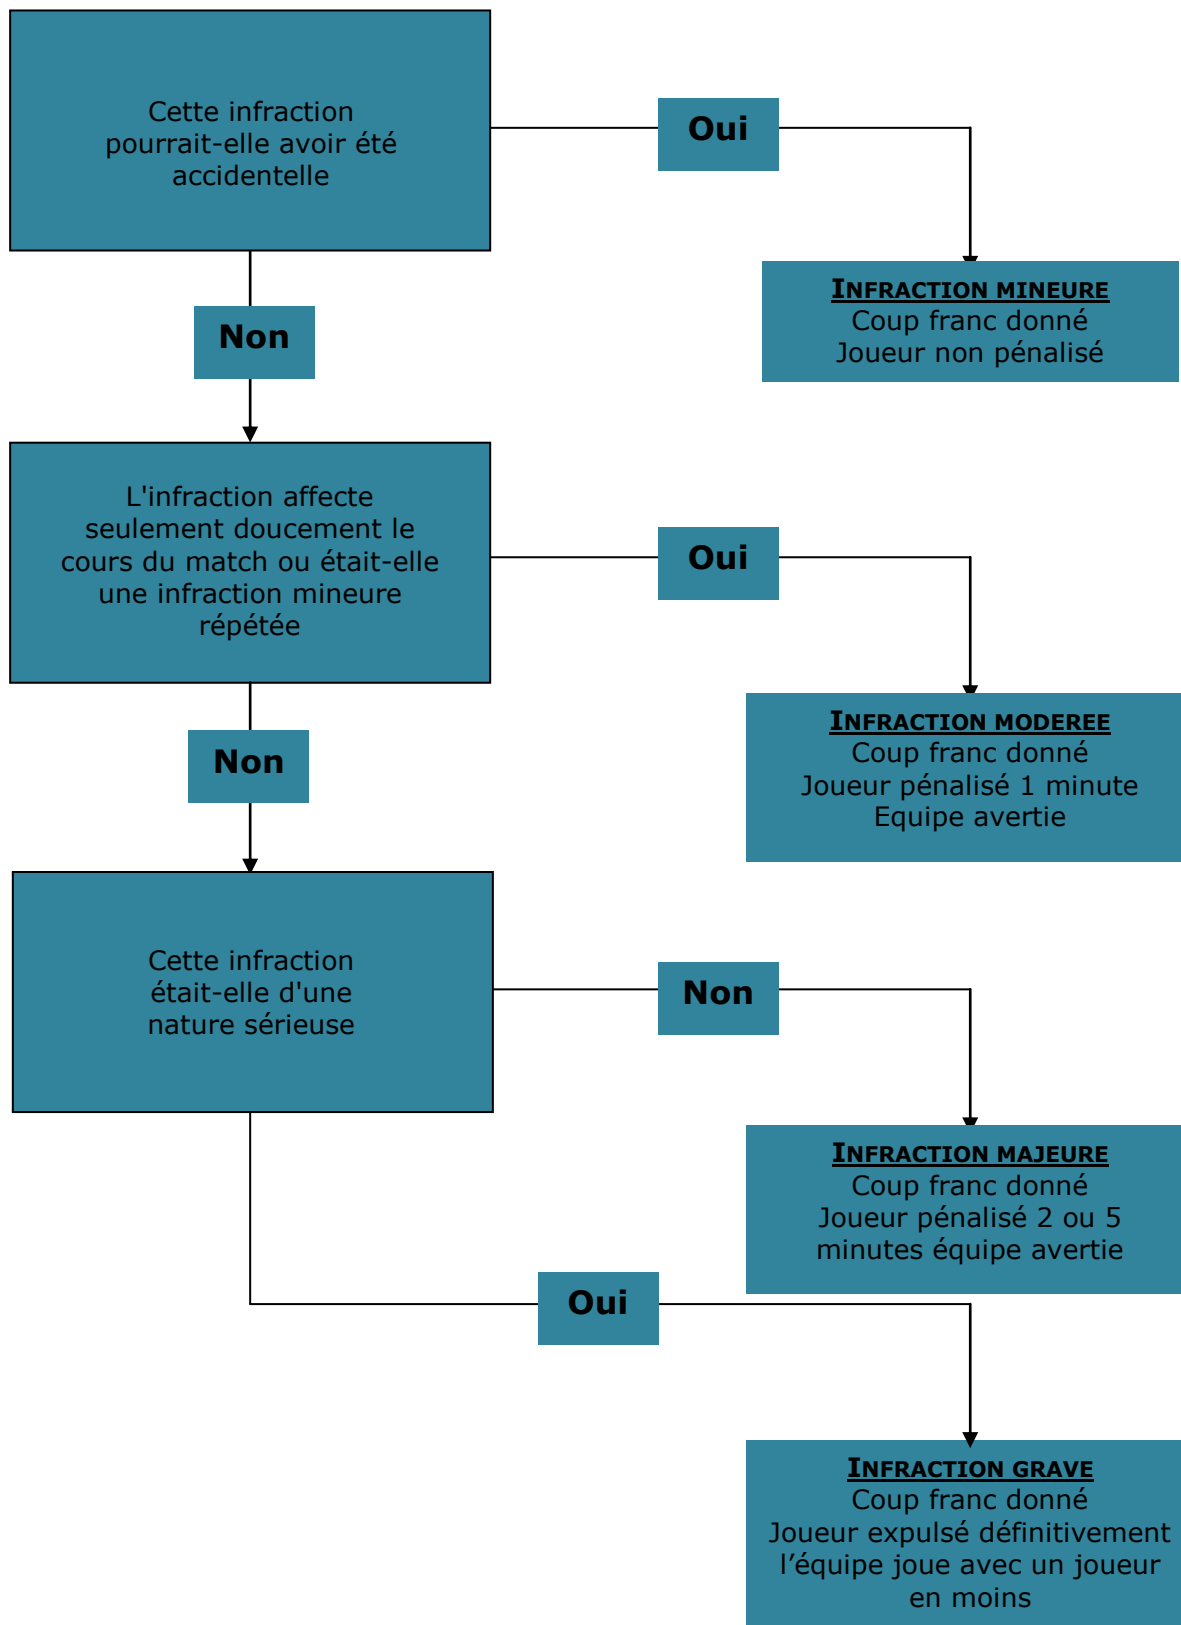 Cette infraction
pourrait-elle avoir été
accidentelle
Oui
INFRACTION MINEURE
Coup franc donné
Joueur non pénalisé
Non
L'infraction affecte
seulement doucement le
cours du match ou était-elle
une infraction mineure
répétée
Oui
INFRACTION MODEREE
Coup franc donné
Joueur pénalisé 1 minute
Equipe avertie
Non
Cette infraction
était-elle d'une
nature sérieuse
Non
INFRACTION MAJEURE
Coup franc donné
Joueur pénalisé 2 ou 5
minutes équipe avertie
Oui
INFRACTION GRAVE
Coup franc donné
Joueur expulsé définitivement
l’équipe joue avec un joueur
en moins